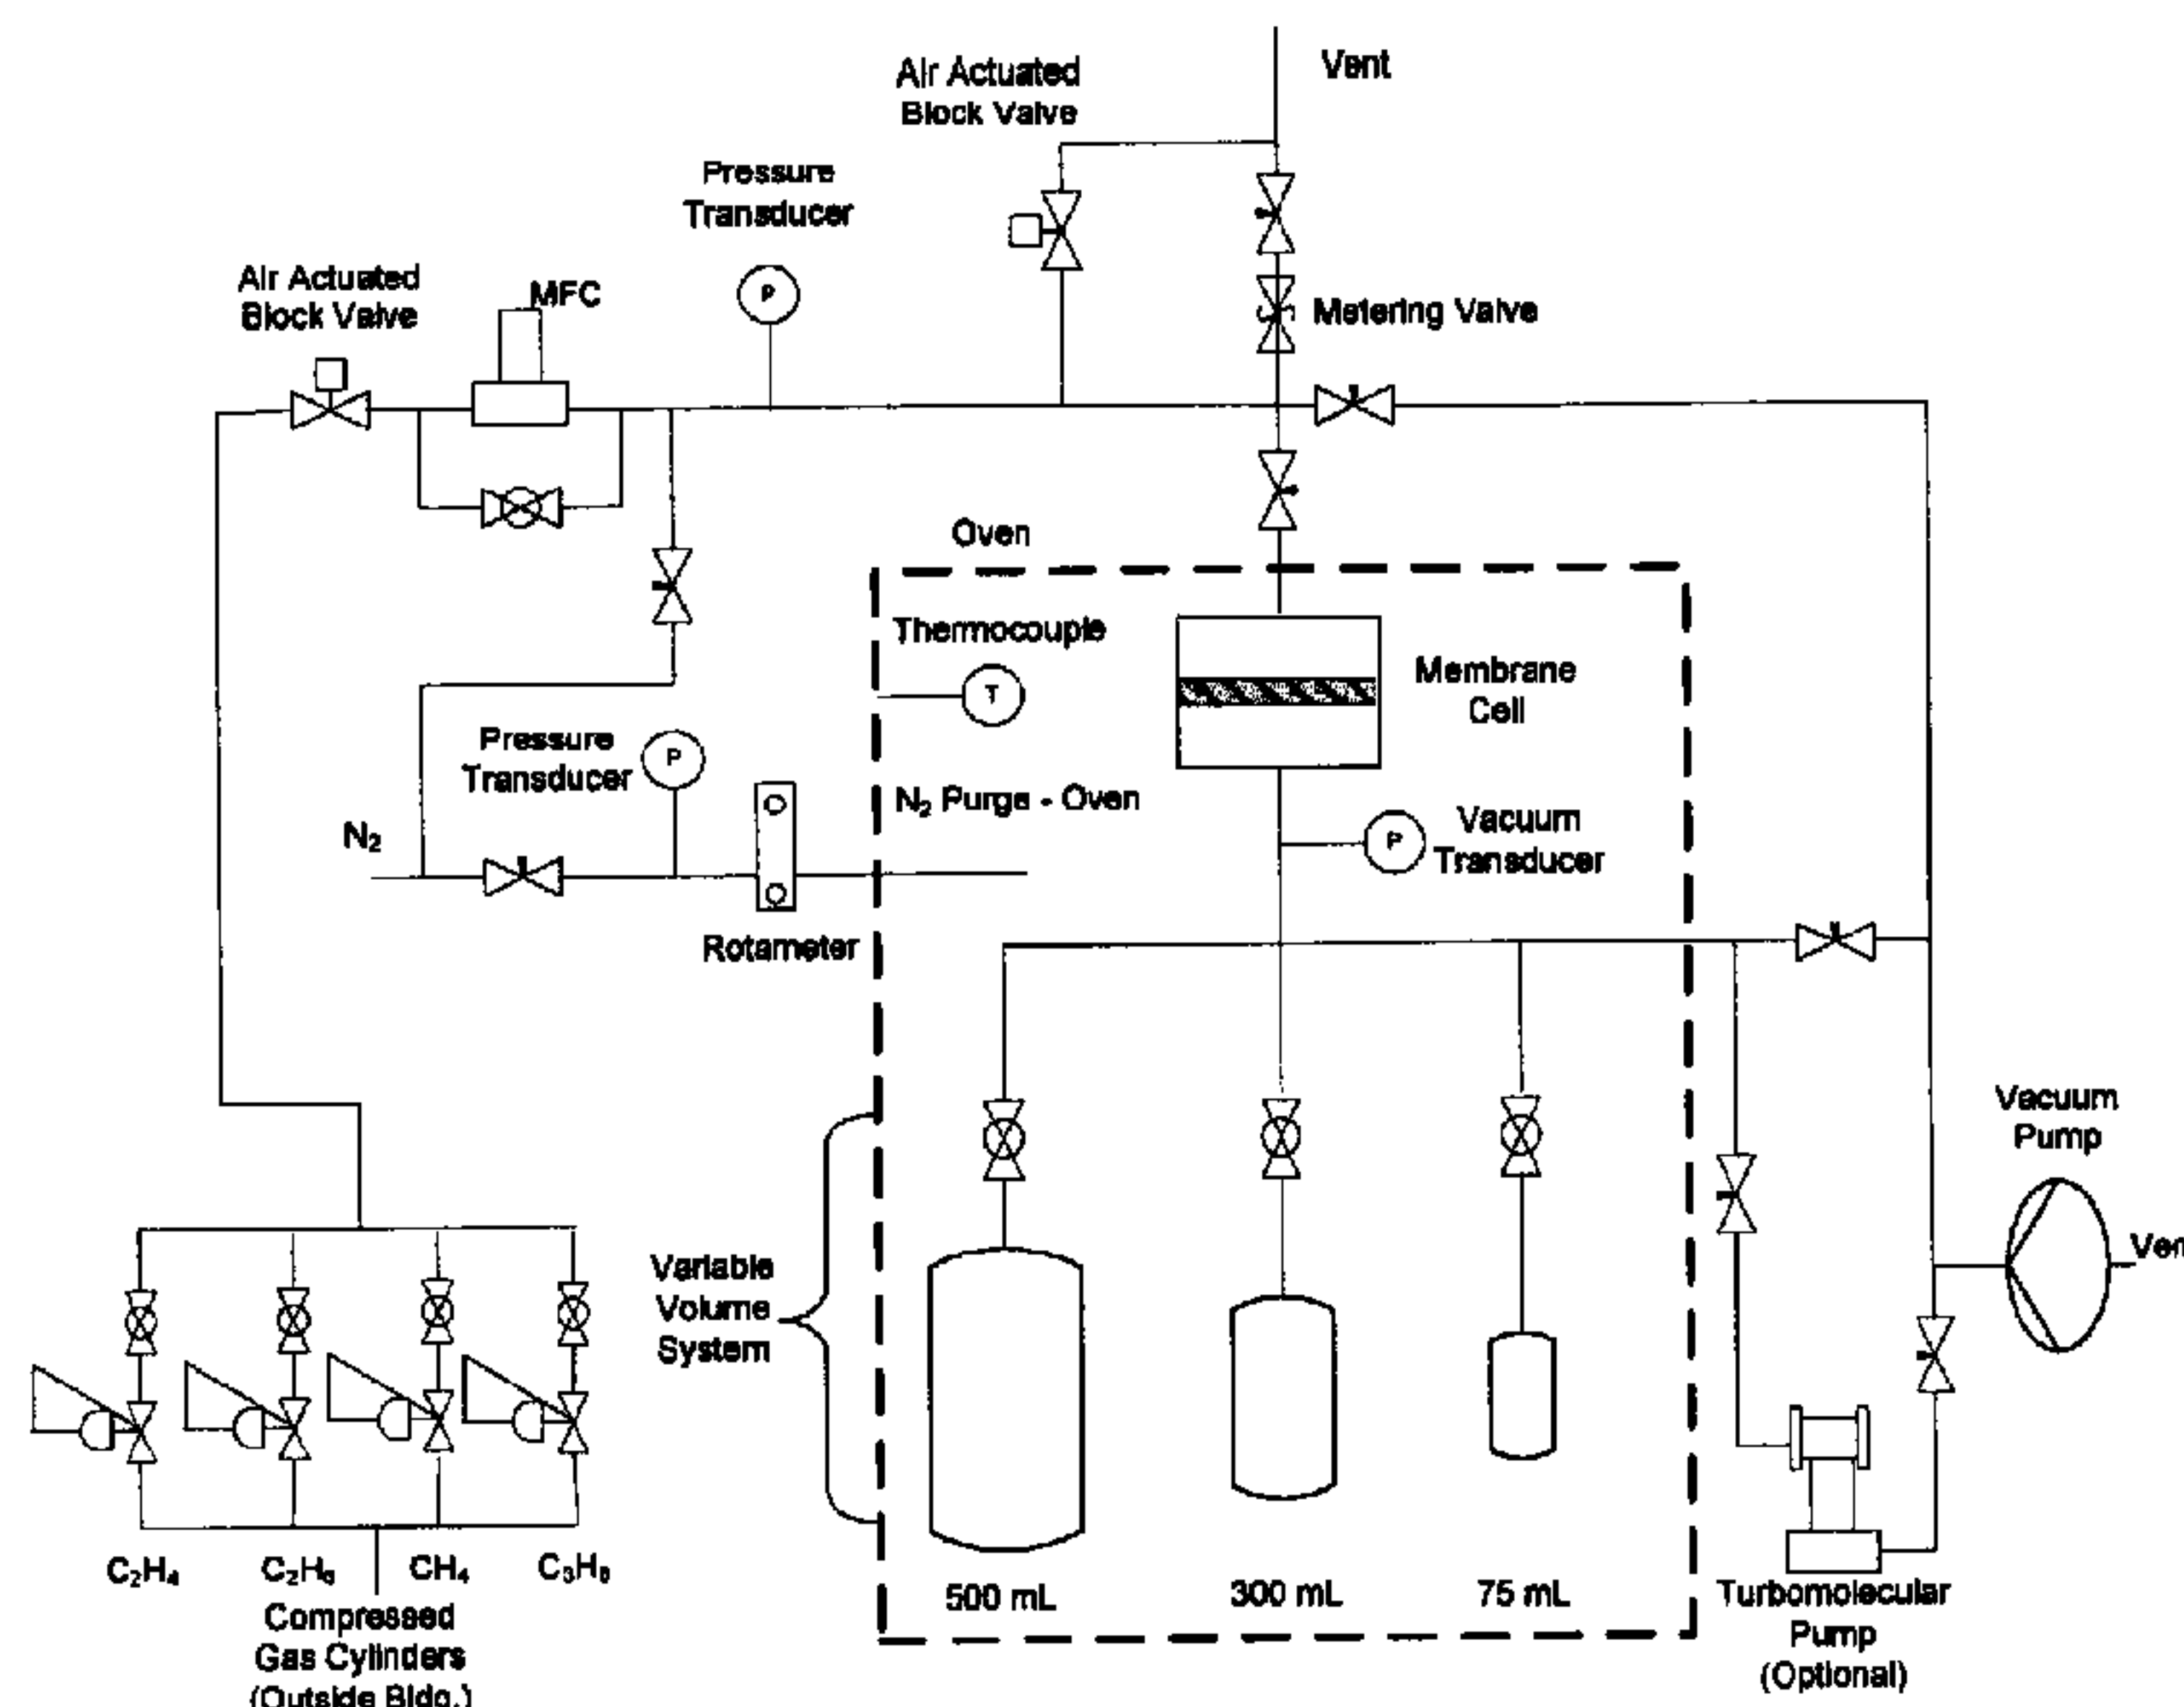 Vent
Air Actuated
Block Valve
Pressure
Transducer
Air Actuated
Block Valve
MFC
P
Metering Valve
Oven
Thermocouple
T
Membrane
Cell
Pressure
Transducer
P
N₂ Purge - Oven
Vacuum
Transducer
P
N₂
Rotameter
Vacuum
Pump
Ven
Variable
Volume
System
C₂H₄
CH₄
500 mL
300 mL
75 mL
Compressed
Gas Cylinders
(Outside Bldg.)
Turbomolecular
Pump
(Optional)